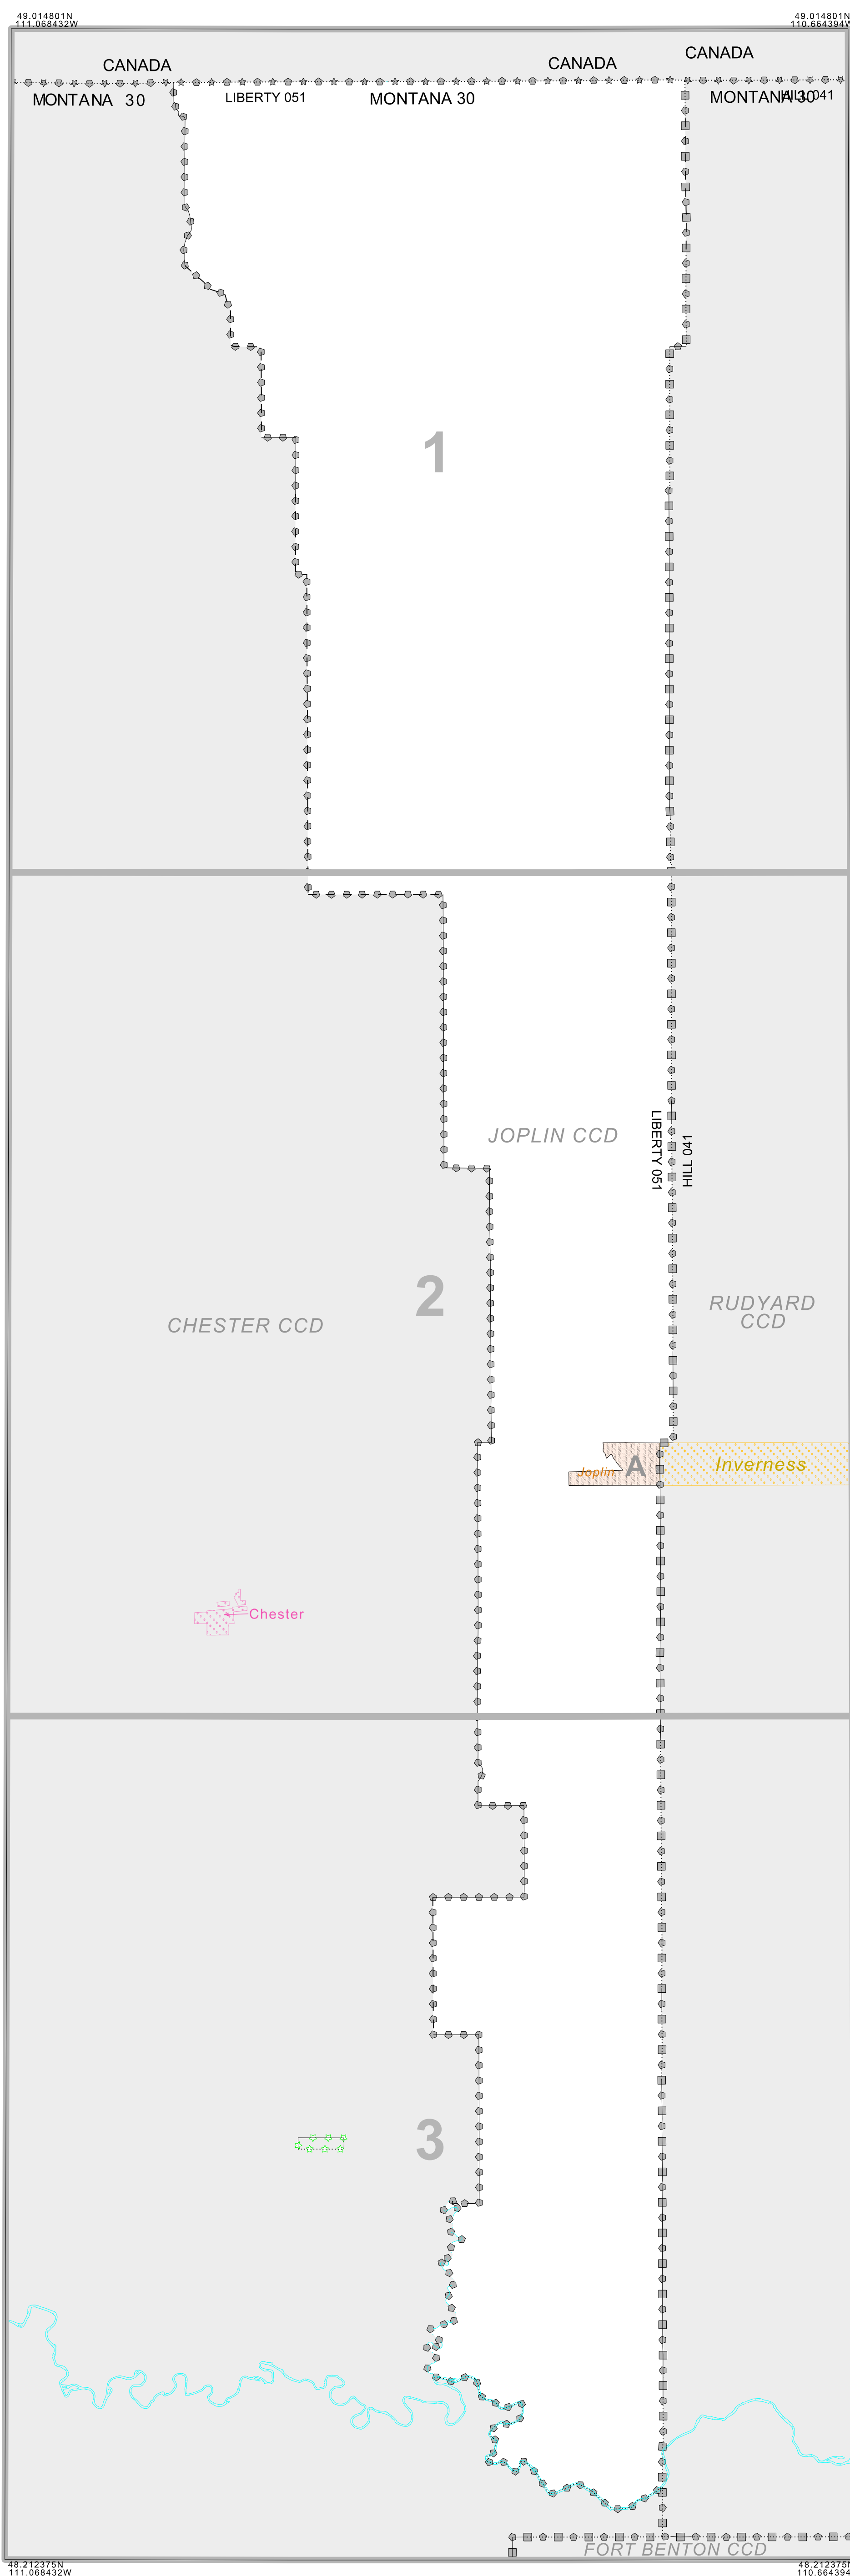 49.014801N
111.068432W
49.014801N
110.664394W
CANADA
CANADA
CANADA
MONTANA 30
LIBERTY 051
MONTANA 30
MONTANA 30
HILL 041
1
JOPLIN CCD
LIBERTY 051
HILL 041
2
CHESTER CCD
RUDYARD
CCD
Joplin
A
Inverness
Chester
3
FORT BENTON CCD
48.212375N
111.068432W
48.212375N
110.664394W